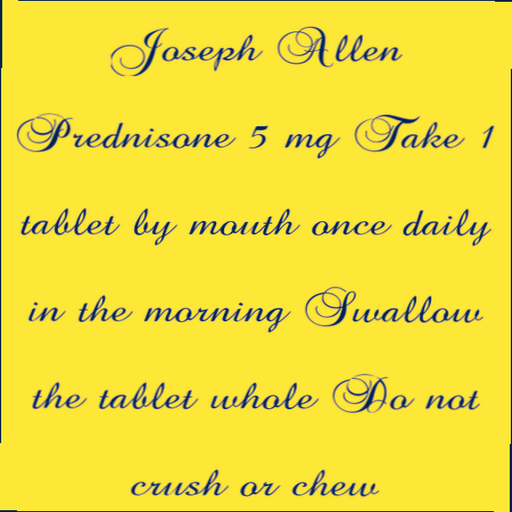 Joseph Allen
Prednisone 5 mg Take 1
tablet by mouth once daily
in the morning Swallow
the tablet whole Do not
crush or chew